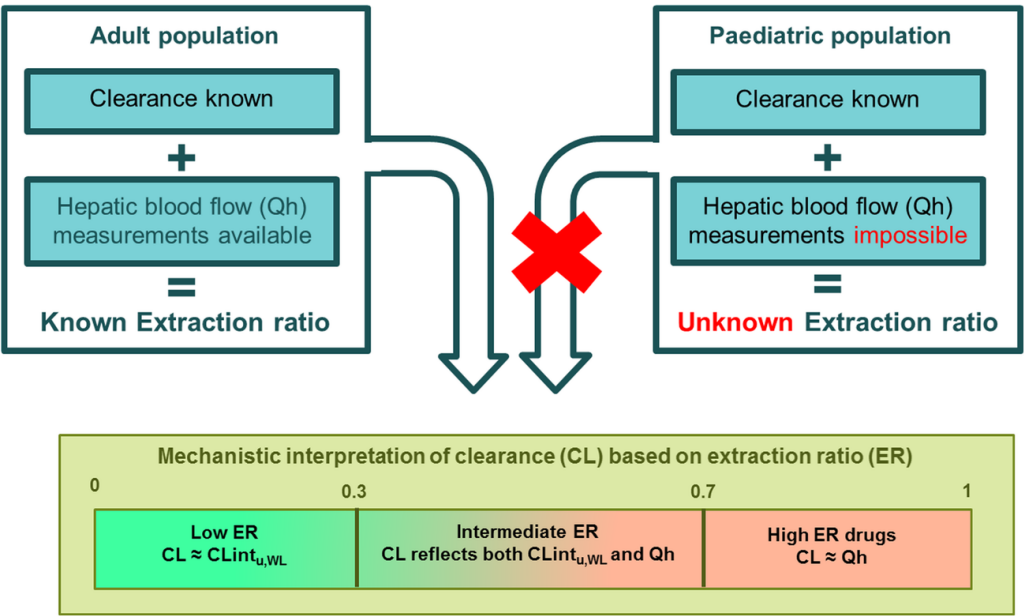 Adult population
Clearance known
+
Hepatic blood flow (Qh)
measurements available
=
Known Extraction ratio
Paediatric population
Clearance known
+
Hepatic blood flow (Qh)
measurements impossible
=
Unknown Extraction ratio
Mechanistic interpretation of clearance (CL) based on extraction ratio (ER)
0 0.3 0.7 1
Low ER
CL ≈ CLintu,WL
Intermediate ER
CL reflects both CLintu,WL and Qh
High ER drugs
CL ≈ Qh